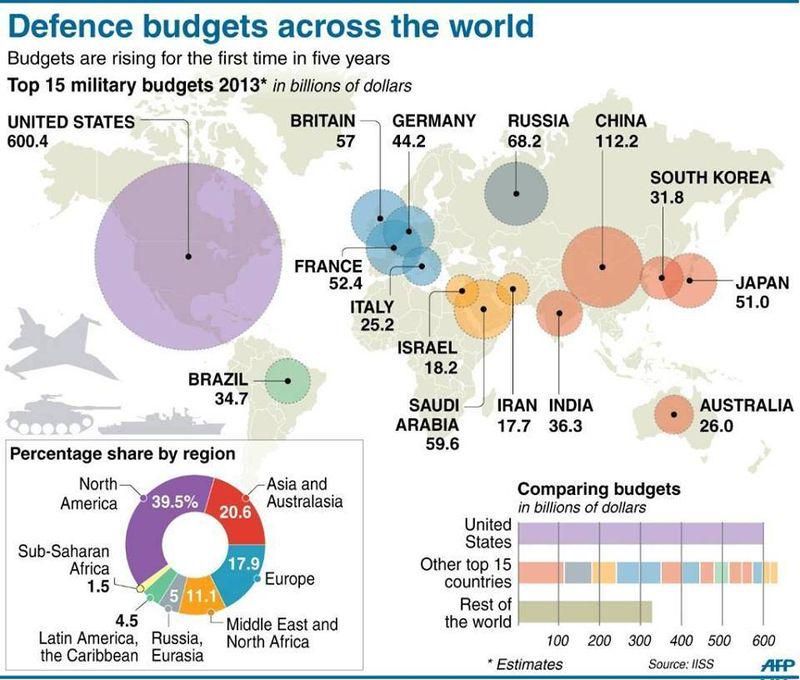 Defence budgets across the world
Budgets are rising for the first time in five years
Top 15 military budgets 2013* in billions of dollars
UNITED STATES
600.4
BRITAIN
57
GERMANY
44.2
RUSSIA
68.2
CHINA
112.2
SOUTH KOREA
31.8
FRANCE
52.4
JAPAN
51.0
ITALY
25.2
ISRAEL
18.2
BRAZIL
34.7
SAUDI
ARABIA
59.6
IRAN
17.7
INDIA
36.3
AUSTRALIA
26.0
Percentage share by region
North
America
39.5%
Asia and
Australasia
20.6
Sub-Saharan
Africa
1.5
17.9
Europe
4.5
Latin America,
the Caribbean
5
Russia,
Eurasia
11.1
Middle East and
North Africa
Comparing budgets
in billions of dollars
United
States
Other top 15
countries
Rest of
the world
100 200 300 400 500 600
* Estimates
Source: IISS
AFP